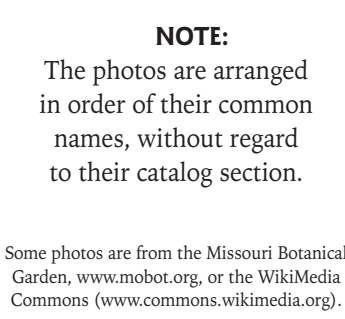 NOTE:
The photos are arranged
in order of their common
names, without regard
to their catalog section.
Some photos are from the Missouri Botanical
Garden, www.mobot.org, or the WikiMedia
Commons (www.commons.wikimedia.org).